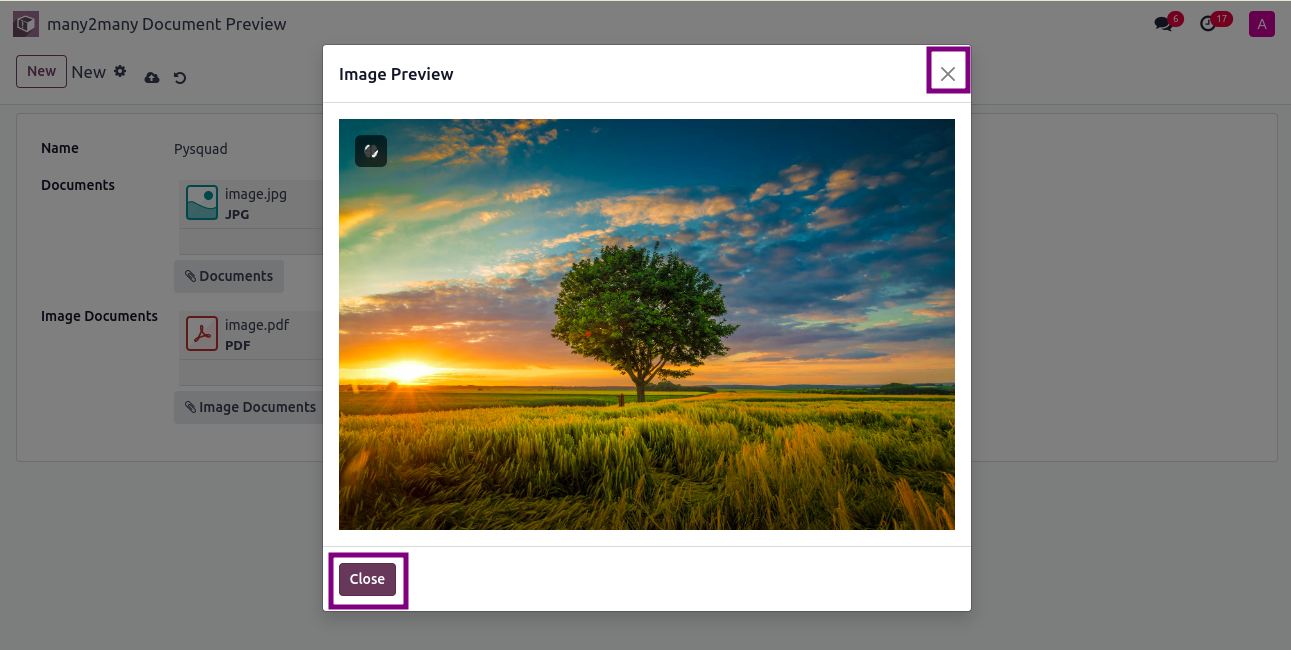 many2many Document Preview
6
17
A
New
New
Image Preview
Name
Pysquad
Documents
image.jpg
JPG
Documents
Image Documents
image.pdf
PDF
Image Documents
Close